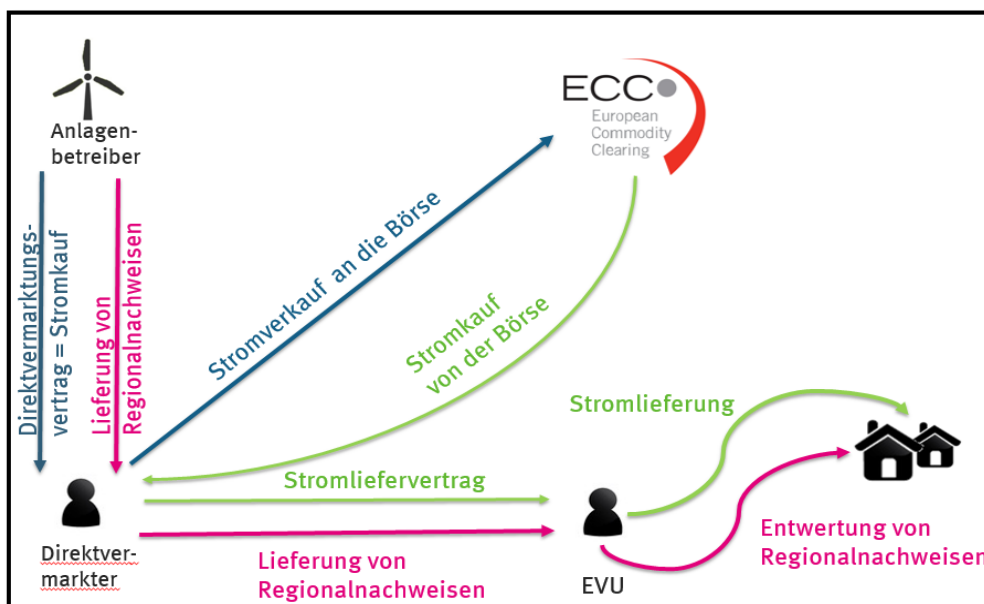 Anlagen-
betreiber
ECC
European
Commodity
Clearing
Direktvermarktungs-
vertrag = Stromkauf
Lieferung von
Regionalnachweisen
Stromverkauf an die Börse
Stromkauf
von der Börse
Stromlieferung
Stromliefervertrag
Direktver-
markter
Lieferung von
Regionalnachweisen
EVU
Entwertung von
Regionalnachweisen